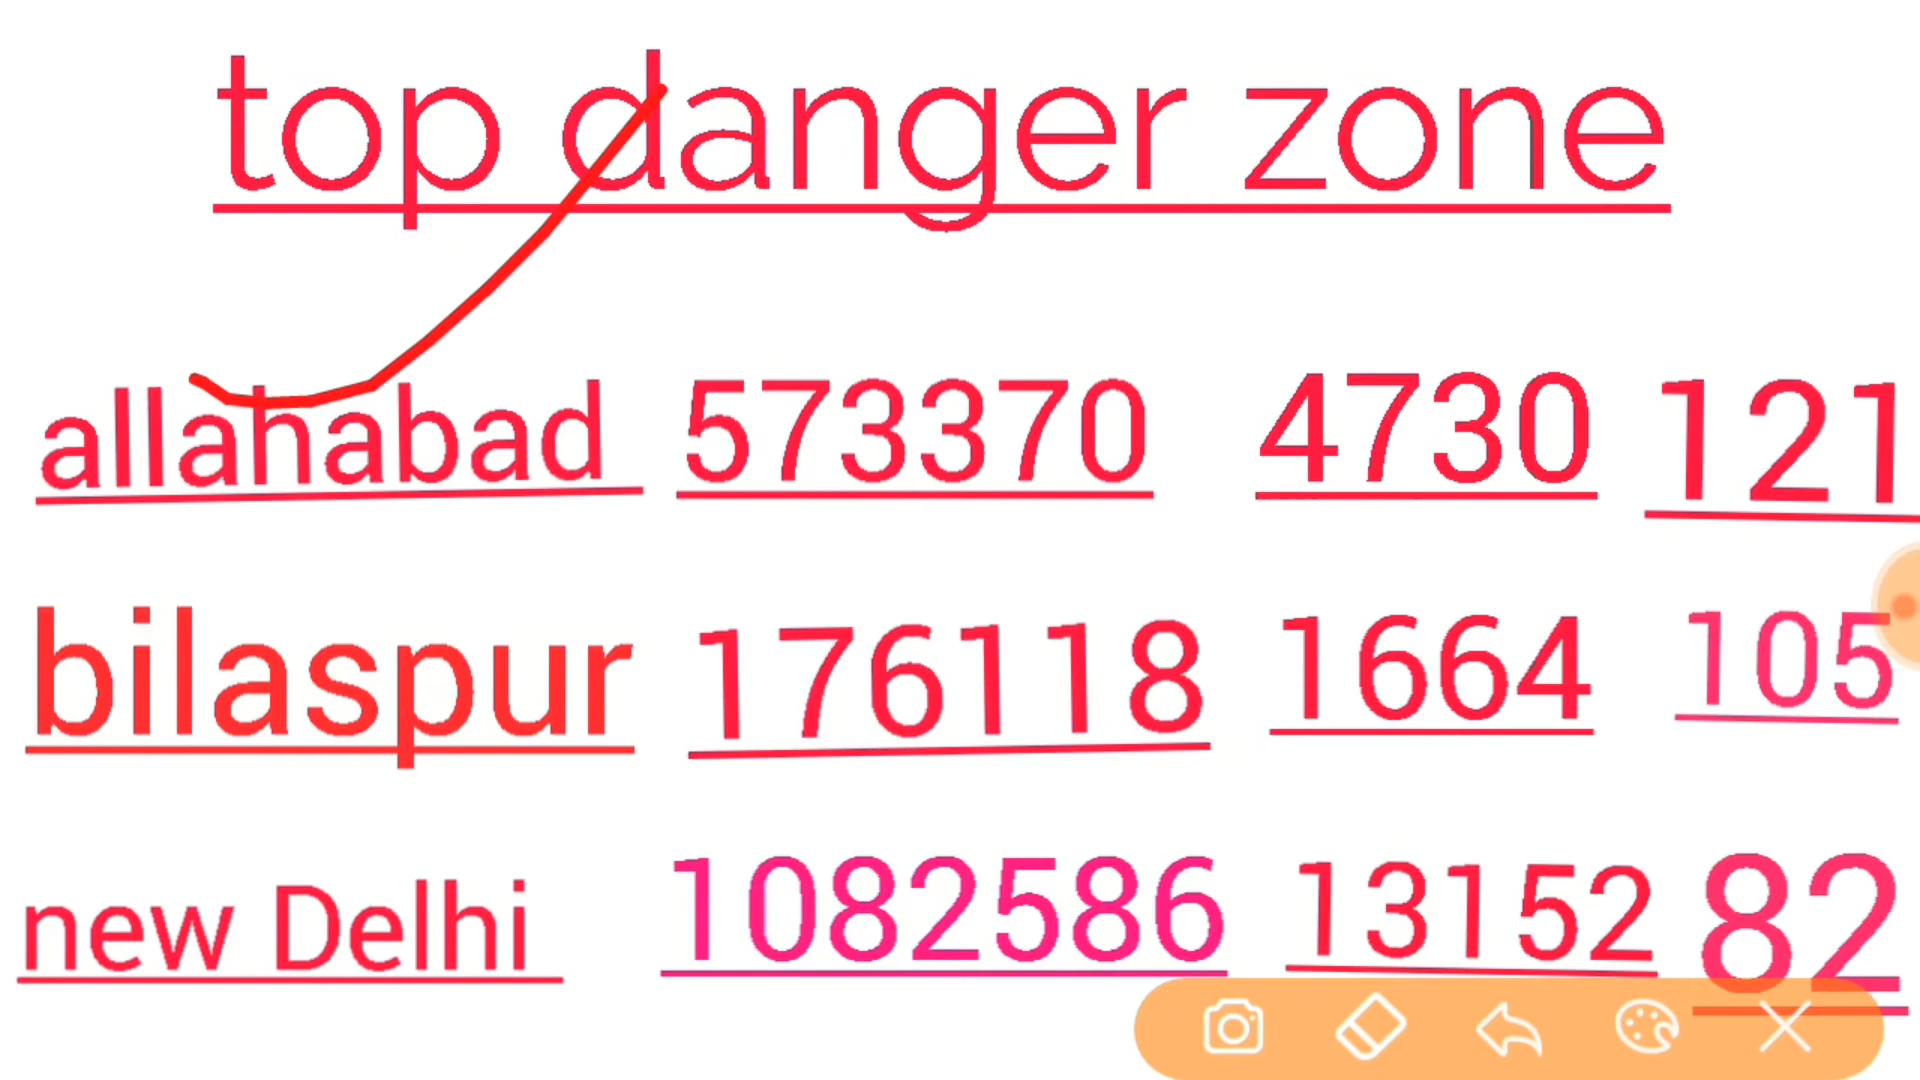 top danger zone
allahabad 573370 4730 121
bilaspur 176118 1664 105
new Delhi 1082586 13152 82